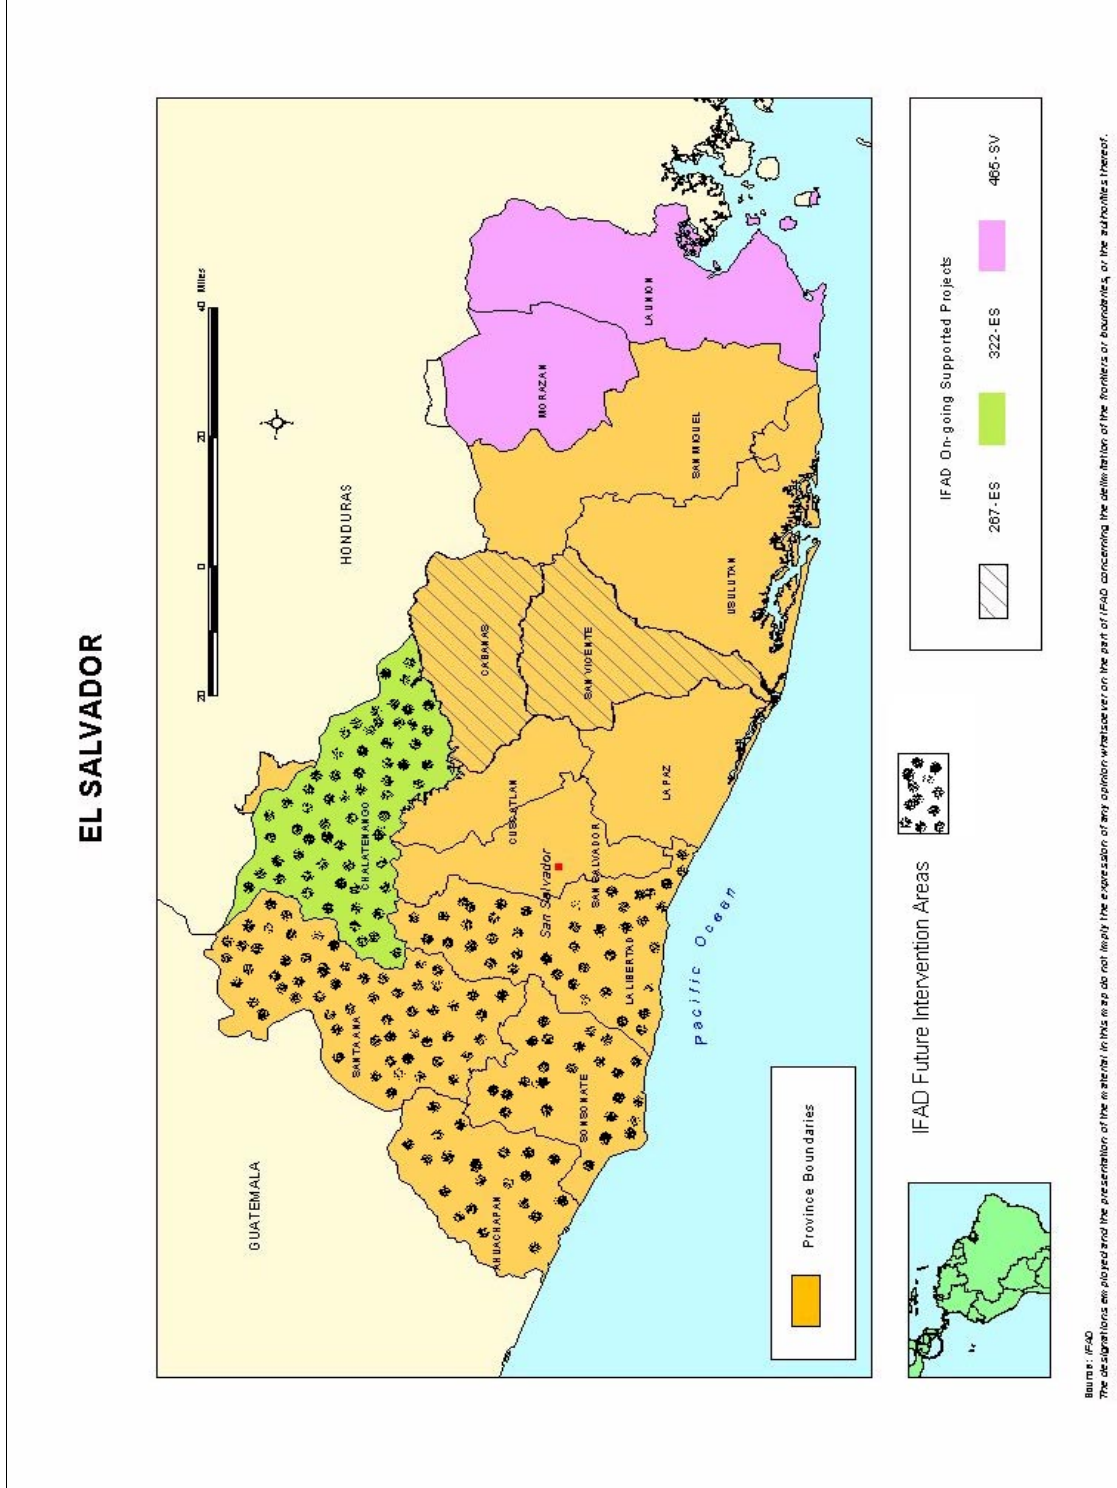 EL SALVADOR
20 0 20 40 Miles
GUATEMALA
HONDURAS
SANTA ANA
CHALATENANGO
AHUACHAPAN
SONSONATE
LA LIBERTAD
San Salvador
SAN SALVADOR
CUSCATLAN
LA PAZ
CABANAS
SAN VICENTE
USULUTAN
SAN MIGUEL
MORAZAN
LA UNION
Pacific Ocean
Province Boundaries
IFAD Future Intervention Areas
IFAD On-going Supported Projects
267-ES 322-ES 465-SV
Source: IFAD
The designations employed and the presentation of the material in this map do not imply the expression of any opinion whatsoever on the part of IFAD concerning the delimitation of the frontiers or boundaries, or the authorities thereof.